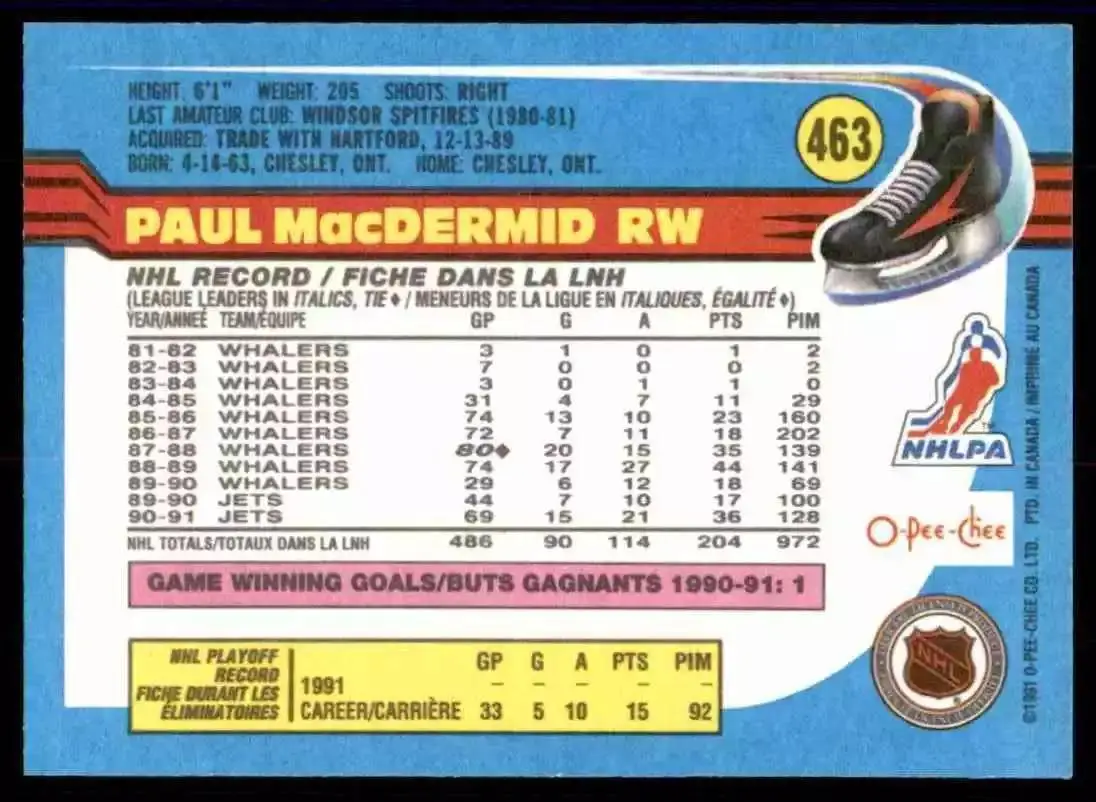 HEIGHT: 6'1" WEIGHT: 205 SHOOTS: RIGHT
LAST AMATEUR CLUB: WINDSOR SPITFIRES (1980-81)
ACQUIRED: TRADE WITH HARTFORD, 12-13-89
BORN: 4-14-63, CHESLEY, ONT. HOME: CHESLEY, ONT.
463
PAUL MacDERMID RW
NHL RECORD / FICHE DANS LA LNH
(LEAGUE LEADERS IN ITALICS, TIE ♦ / MENEURS DE LA LIGUE EN ITALIQUES, ÉGALITÉ ♦)
YEAR/ANNEÉ TEAM/ÉQUIPE GP G A PTS PIM
81-82 WHALERS 3 1 0 1 2
82-83 WHALERS 7 0 0 0 2
83-84 WHALERS 3 0 1 1 0
84-85 WHALERS 31 4 7 11 29
85-86 WHALERS 74 13 10 23 160
86-87 WHALERS 72 7 11 18 202
87-88 WHALERS 80♦ 20 15 35 139
88-89 WHALERS 74 17 27 44 141
89-90 WHALERS 29 6 12 18 69
89-90 JETS 44 7 10 17 100
90-91 JETS 69 15 21 36 128
NHL TOTALS/TOTAUX DANS LA LNH 486 90 114 204 972
GAME WINNING GOALS/BUTS GAGNANTS 1990-91: 1
NHL PLAYOFF
RECORD
FICHE DURANT LES
ÉLIMINATOIRES
GP G A PTS PIM
1991 – – – – –
CAREER/CARRIÈRE 33 5 10 15 92
NHLPA
TM
O-Pee-Chee
NHL
®
©1991 O-PEE-CHEE CO. LTD. PTD. IN CANADA / IMPRIMÉ AU CANADA